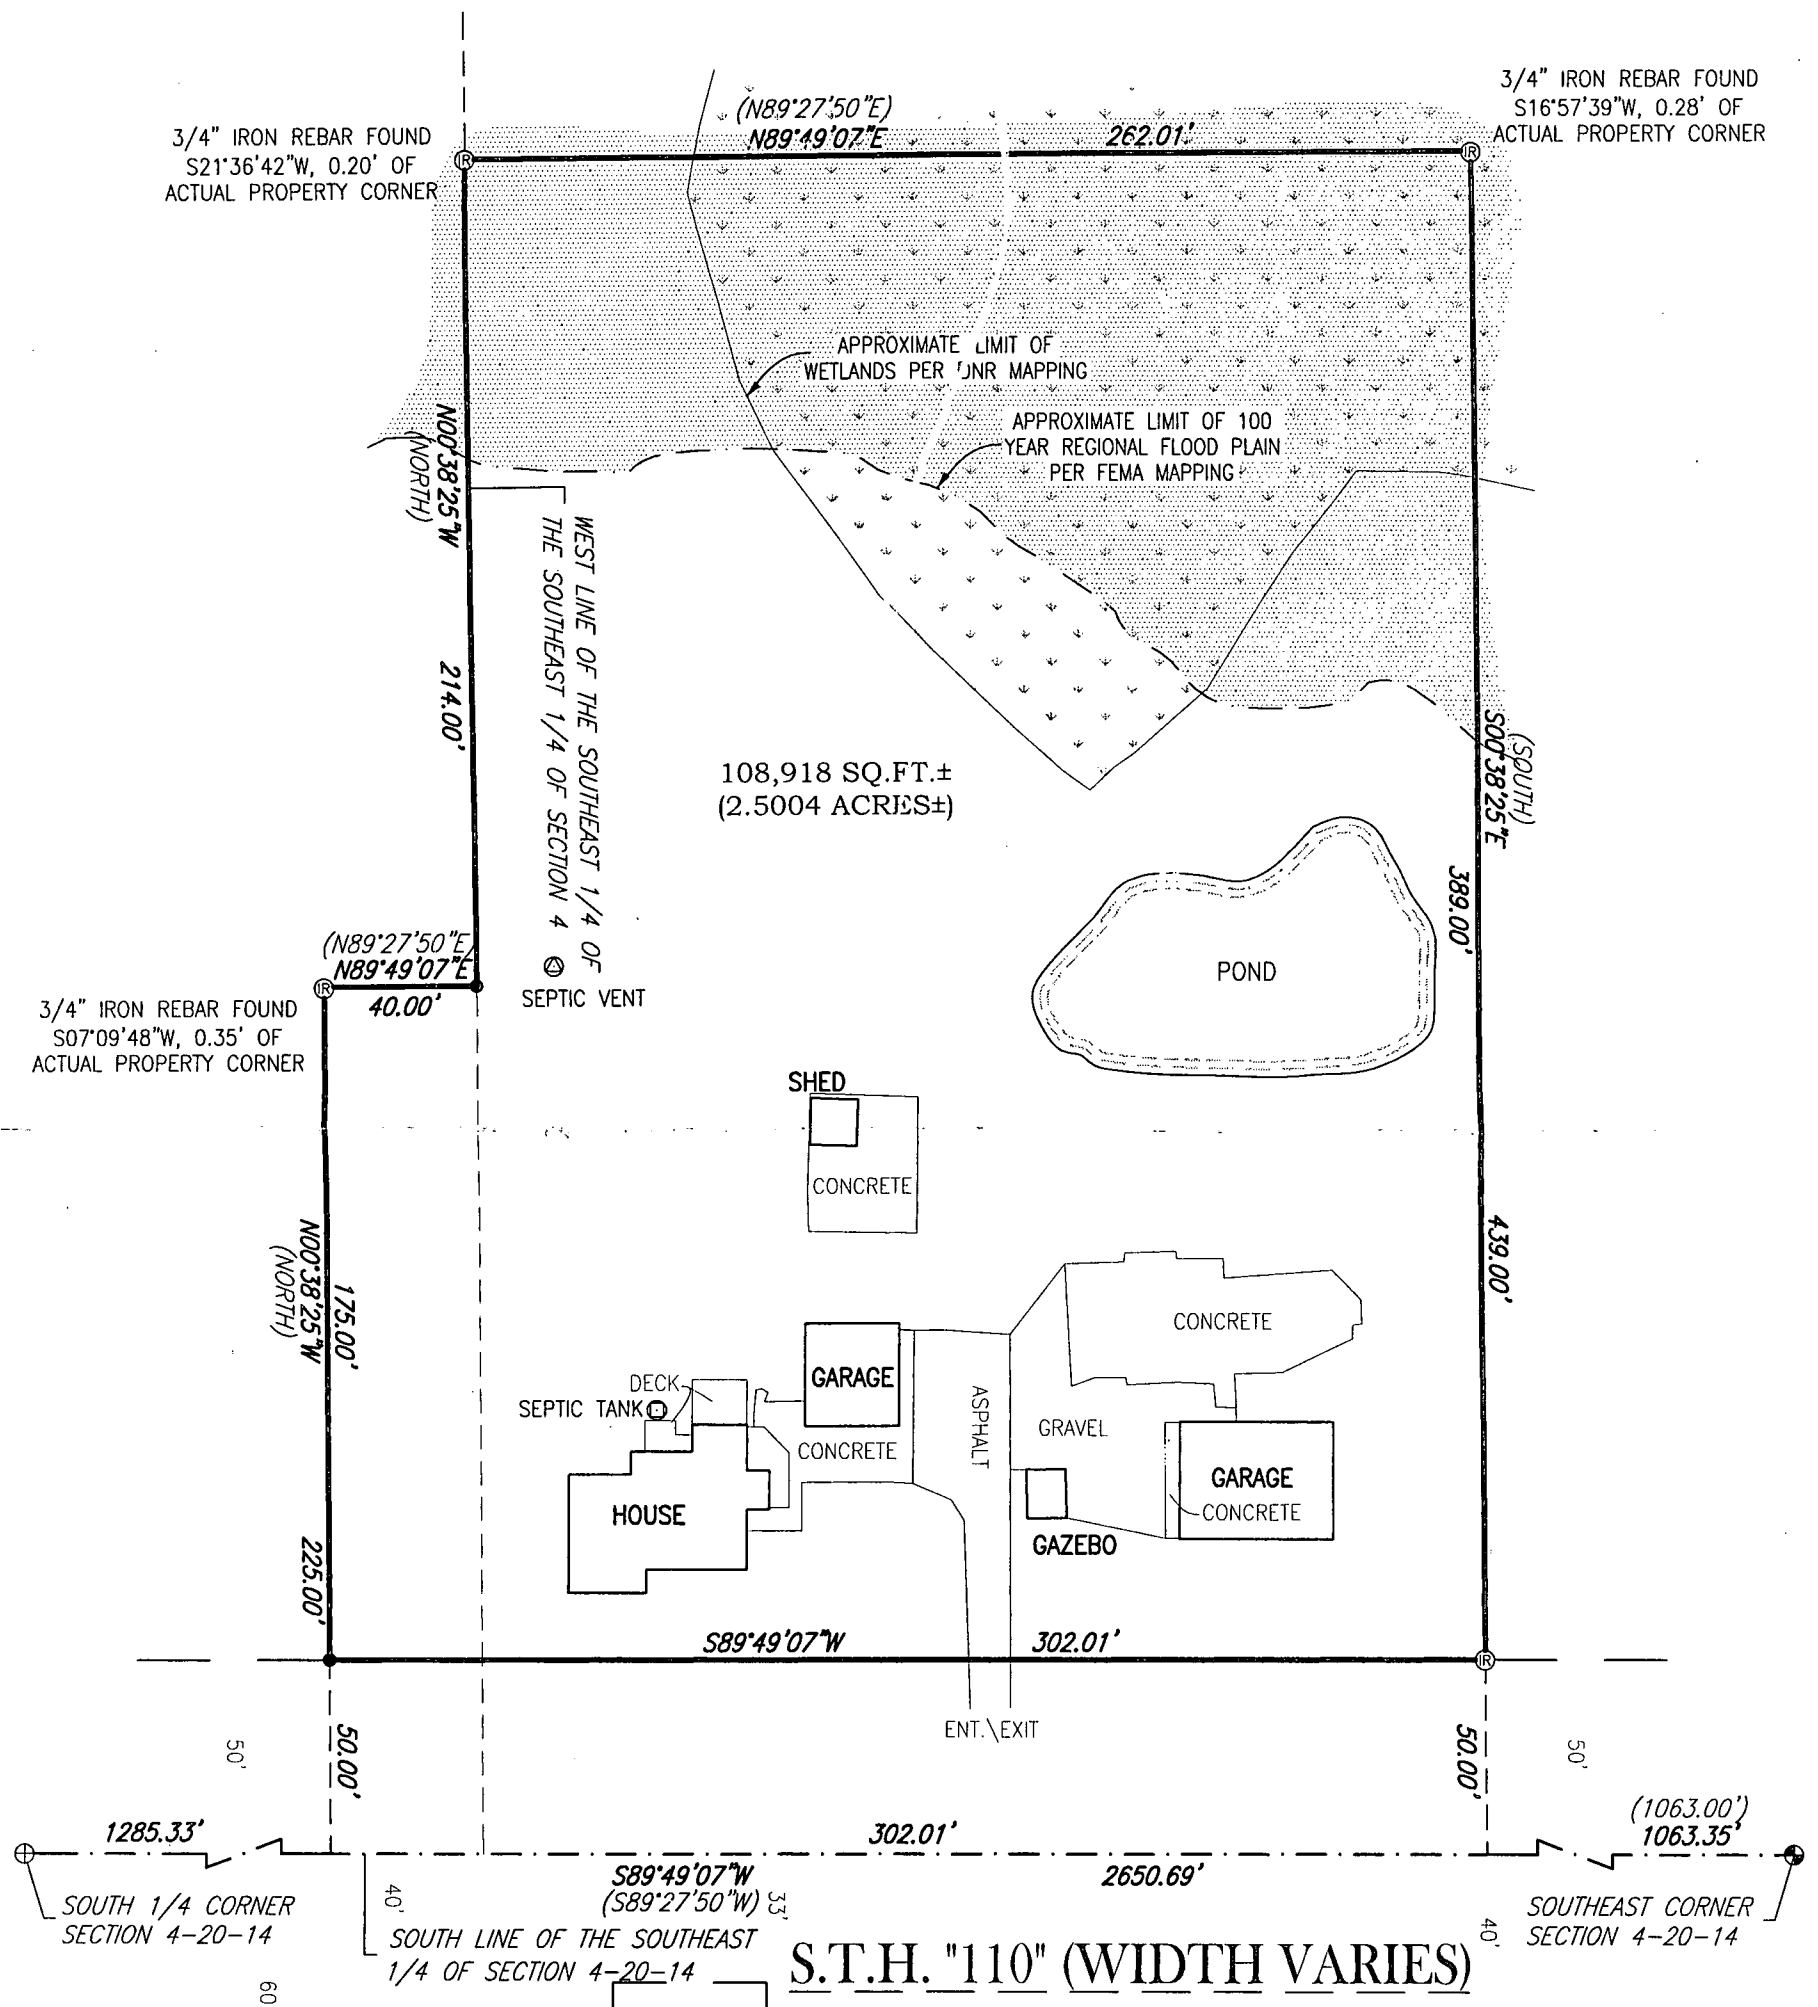 3/4" IRON REBAR FOUND
S21°36'42"W, 0.20' OF
ACTUAL PROPERTY CORNER
(N89°27'50"E)
N89°49'07"E
262.01'
3/4" IRON REBAR FOUND
S16°57'39"W, 0.28' OF
ACTUAL PROPERTY CORNER
IR
IR
APPROXIMATE LIMIT OF
WETLANDS PER DNR MAPPING
APPROXIMATE LIMIT OF 100
YEAR REGIONAL FLOOD PLAIN
PER FEMA MAPPING
N00°38'25"W
(NORTH)
214.00'
WEST LINE OF THE SOUTHEAST 1/4 OF
THE SOUTHEAST 1/4 OF SECTION 4
108,918 SQ.FT.±
(2.5004 ACRES±)
(SOUTH)
S00°38'25"E
389.00'
439.00'
(N89°27'50"E)
N89°49'07"E
40.00'
IR
3/4" IRON REBAR FOUND
S07°09'48"W, 0.35' OF
ACTUAL PROPERTY CORNER
SEPTIC VENT
POND
SHED
CONCRETE
N00°38'25"W
(NORTH)
175.00'
225.00'
CONCRETE
GARAGE
DECK
SEPTIC TANK
CONCRETE
ASPHALT
GRAVEL
GARAGE
CONCRETE
HOUSE
GAZEBO
S89°49'07"W
302.01'
IR
ENT.\EXIT
50'
50.00'
50.00'
50'
1285.33'
302.01'
(1063.00')
1063.35'
S89°49'07"W
(S89°27'50"W)
2650.69'
SOUTH 1/4 CORNER
SECTION 4-20-14
40'
33'
SOUTH LINE OF THE SOUTHEAST
1/4 OF SECTION 4-20-14
40'
SOUTHEAST CORNER
SECTION 4-20-14
S.T.H. "110" (WIDTH VARIES)
60